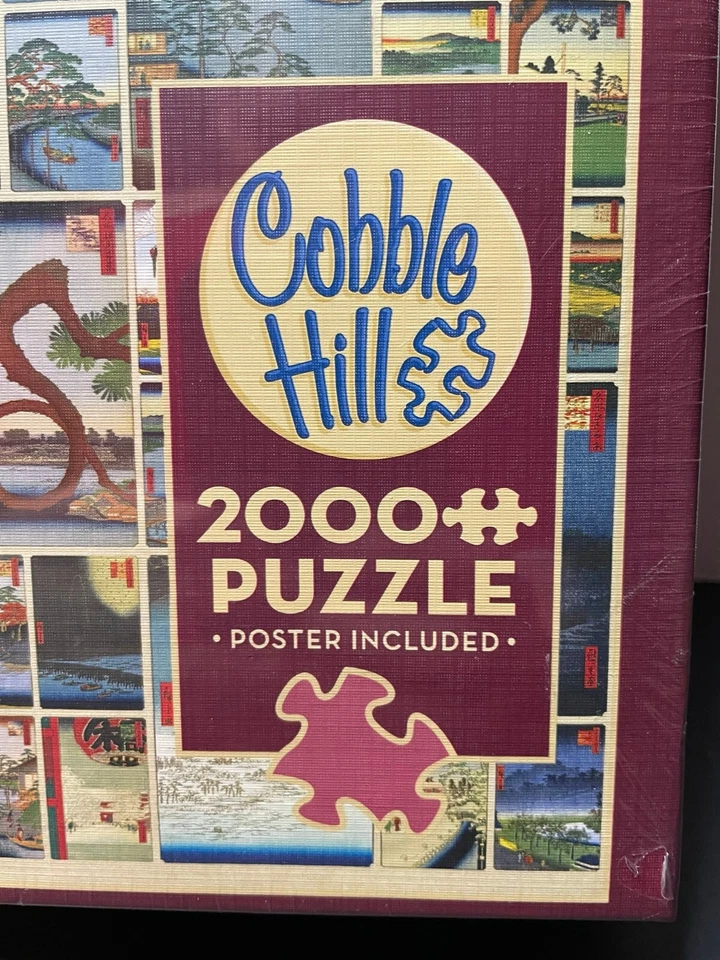 Cobble
Hill
2000
PUZZLE
• POSTER INCLUDED •